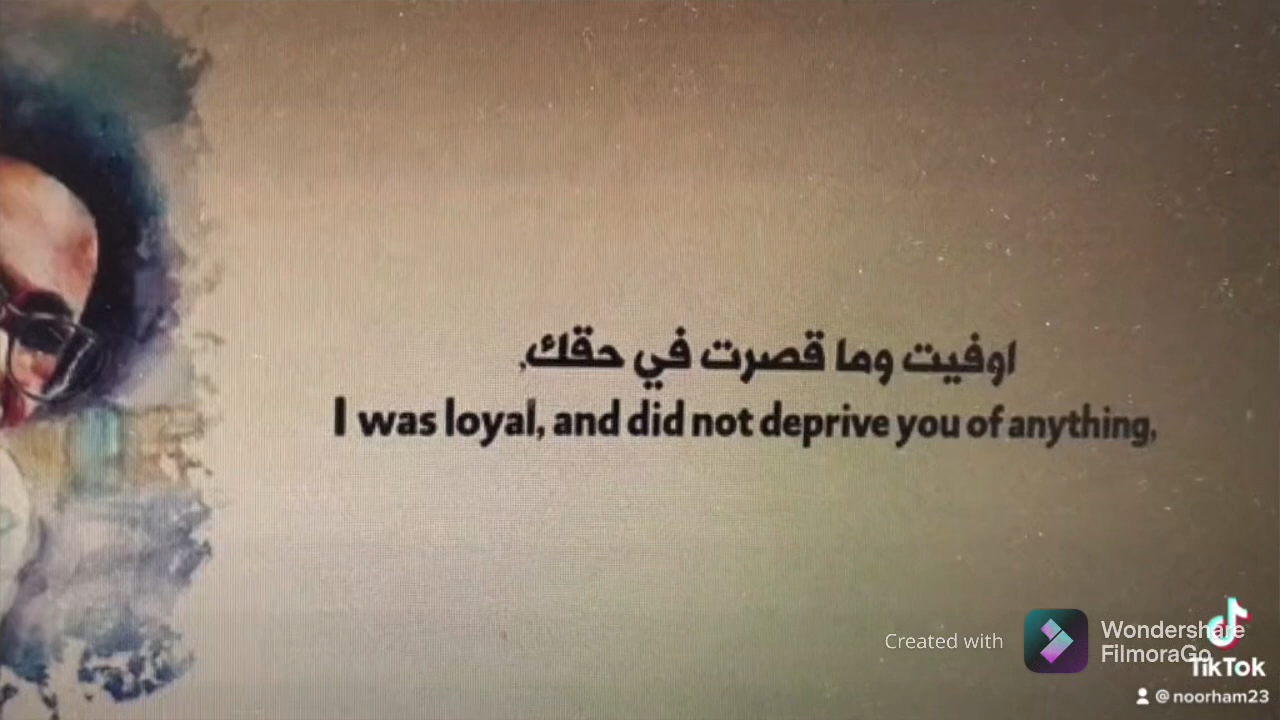 اوفيت وما قصرت في حقك,
I was loyal, and did not deprive you of anything,
Created with
Wondershare
FilmoraGo
TikTok
@noorham23